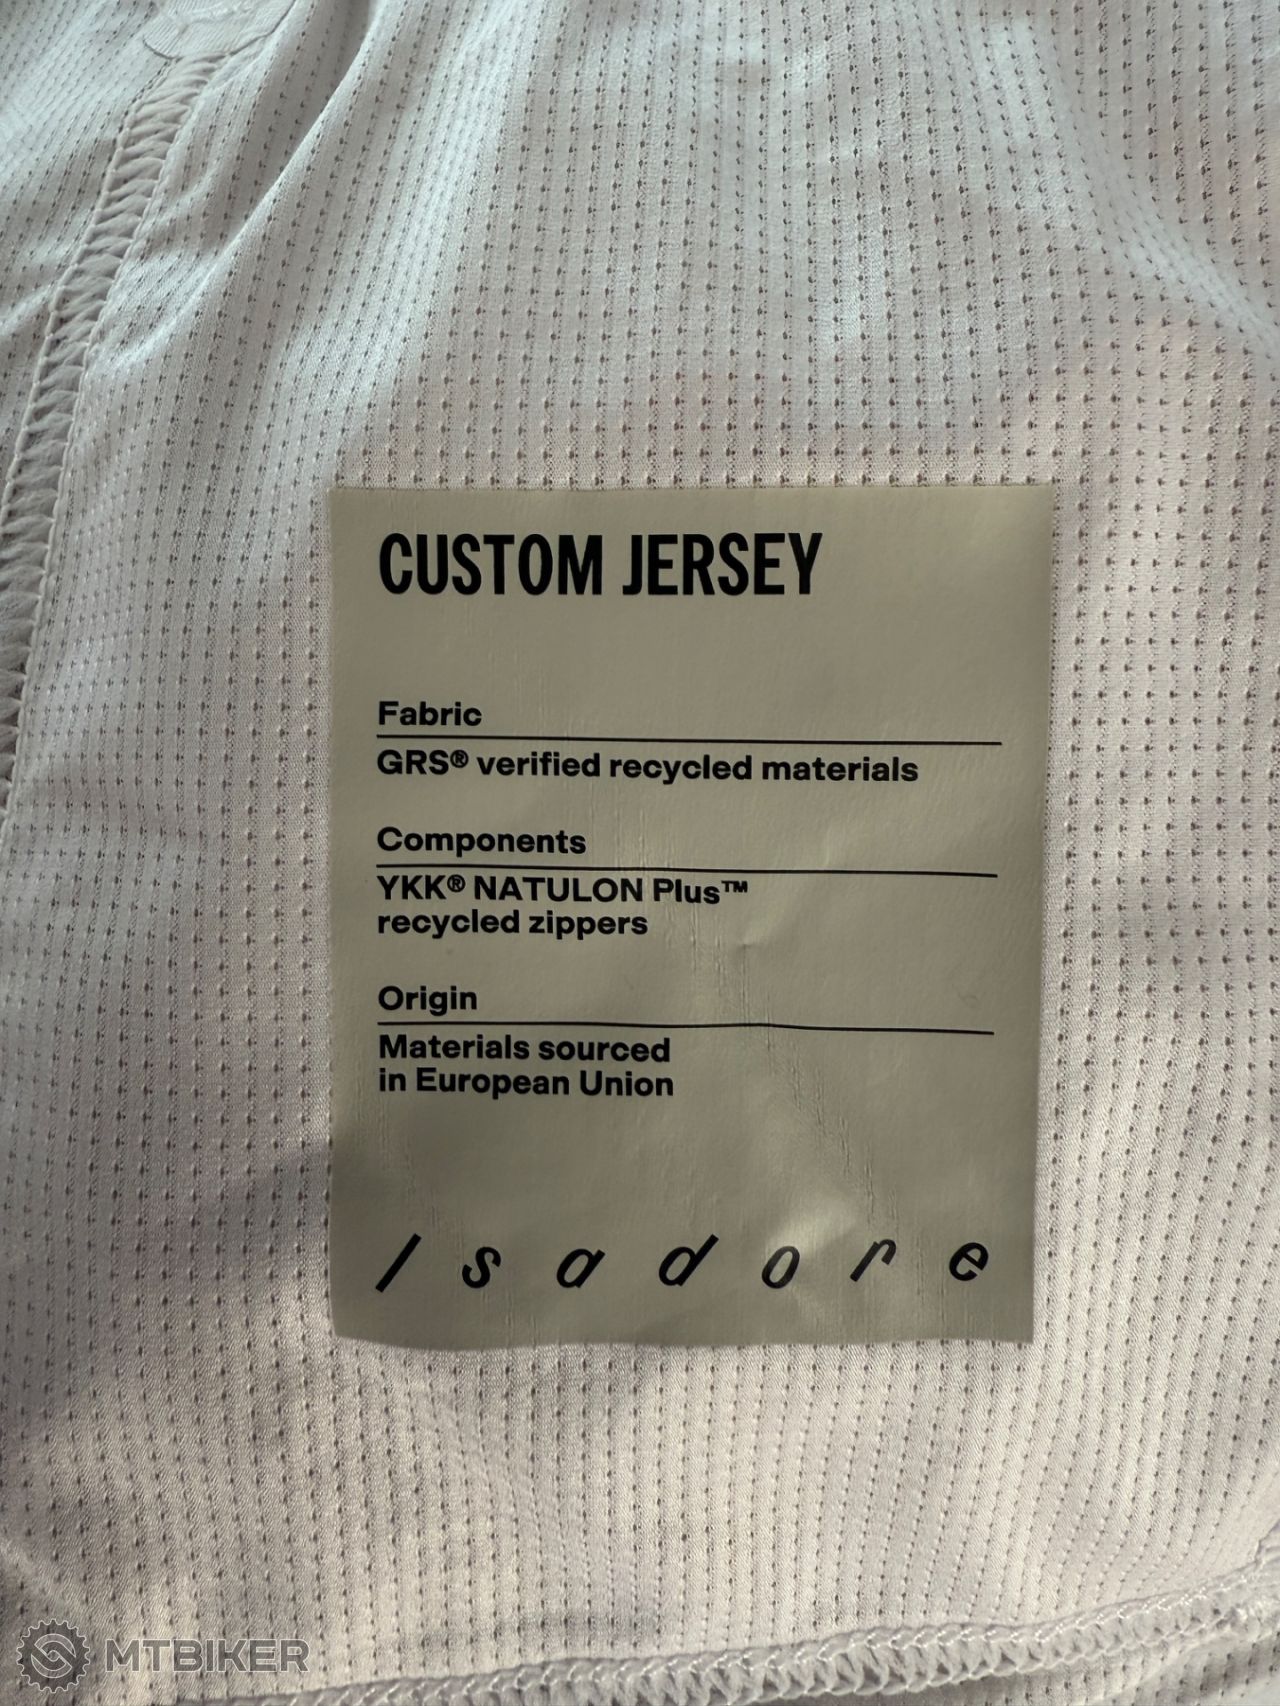 CUSTOM JERSEY
Fabric
GRS® verified recycled materials
Components
YKK® NATULON Plus™
recycled zippers
Origin
Materials sourced
in European Union
Isadore
MTBIKER